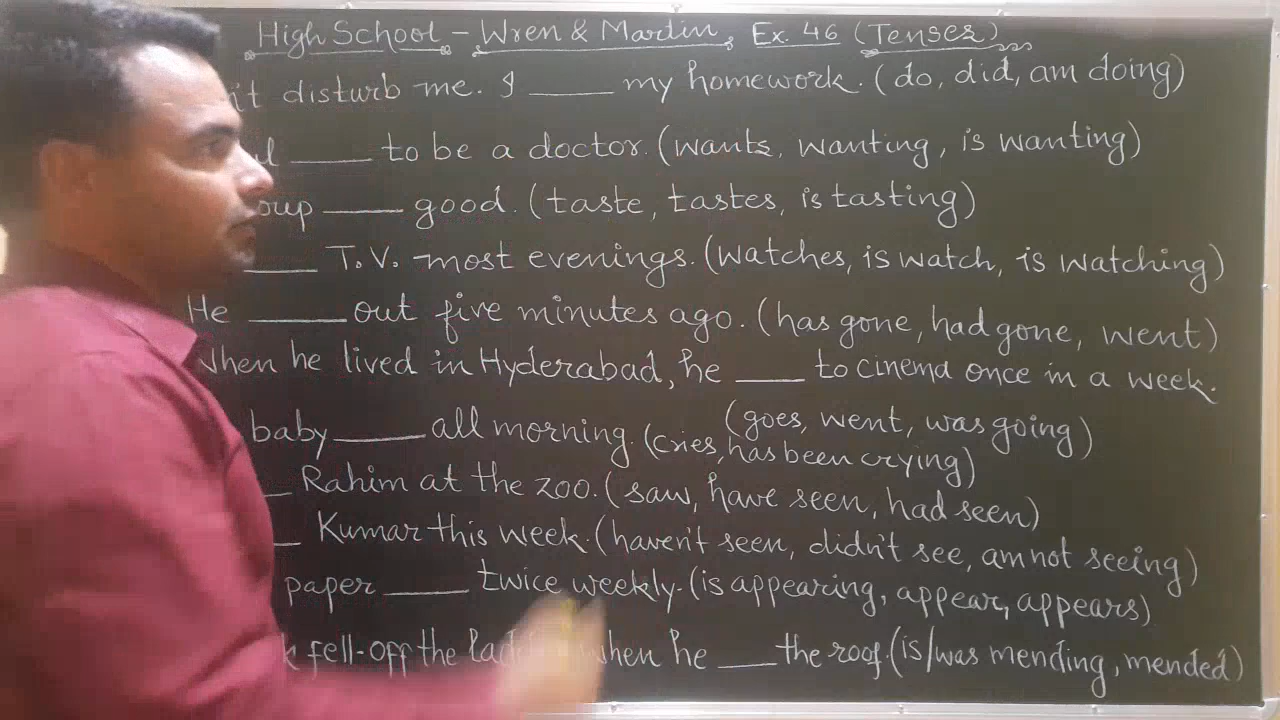 High School - Wren & Martin, Ex. 46 (Tenses)
disturb me. I ____ my homework. (do, did, am doing)
____ to be a doctor. (wants, wanting, is wanting)
____ good. (taste, tastes, is tasting)
____ T.V. most evenings. (watches, is watch, is watching)
He ____ out five minutes ago. (has gone, had gone, went)
When he lived in Hyderabad, he ____ to cinema once in a week.
(goes, went, was going)
baby ____ all morning. (cries, has been crying)
__ Rahim at the zoo. (saw, have seen, had seen)
__ Kumar this week. (haven't seen, didn't see, am not seeing)
paper ____ twice weekly. (is appearing, appear, appears)
fell-off the when he ____ the roof. (is/was mending, mended)